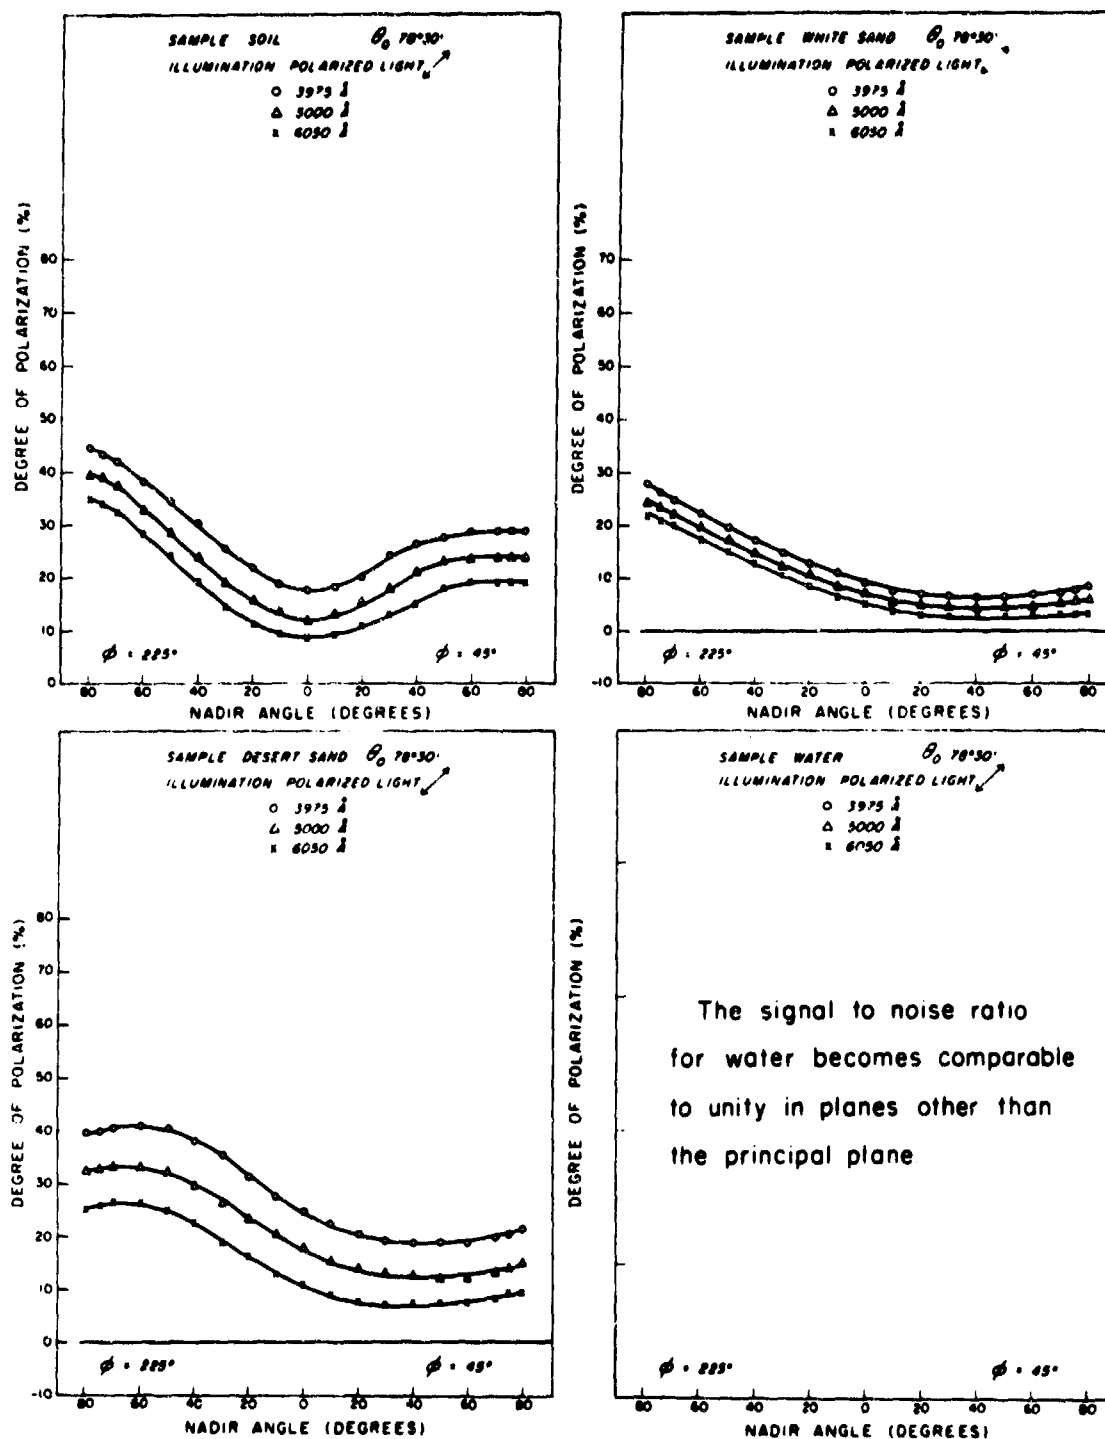 SAMPLE SOIL θ₀ 78°30'
ILLUMINATION POLARIZED LIGHT
○ 3975 Å
△ 5000 Å
x 6050 Å
DEGREE OF POLARIZATION (%)
80
70
60
50
40
30
20
10
0
ϕ = 225°
ϕ = 45°
80 60 40 20 0 20 40 60 80
NADIR ANGLE (DEGREES)
SAMPLE WHITE SAND θ₀ 78°30'
ILLUMINATION POLARIZED LIGHT
○ 3975 Å
△ 5000 Å
x 6050 Å
DEGREE OF POLARIZATION (%)
70
60
50
40
30
20
10
0
-10
ϕ = 225°
ϕ = 45°
80 60 40 20 0 20 40 60 80
NADIR ANGLE (DEGREES)
SAMPLE DESERT SAND θ₀ 78°30'
ILLUMINATION POLARIZED LIGHT
○ 3975 Å
△ 5000 Å
x 6050 Å
DEGREE OF POLARIZATION (%)
80
70
60
50
40
30
20
10
0
-10
ϕ = 225°
ϕ = 45°
80 60 40 20 0 20 40 60 80
NADIR ANGLE (DEGREES)
SAMPLE WATER θ₀ 78°30'
ILLUMINATION POLARIZED LIGHT
○ 3975 Å
△ 5000 Å
x 6050 Å
DEGREE OF POLARIZATION (%)
The signal to noise ratio
for water becomes comparable
to unity in planes other than
the principal plane
ϕ = 225°
ϕ = 45°
80 60 40 20 0 20 40 60 80
NADIR ANGLE (DEGREES)